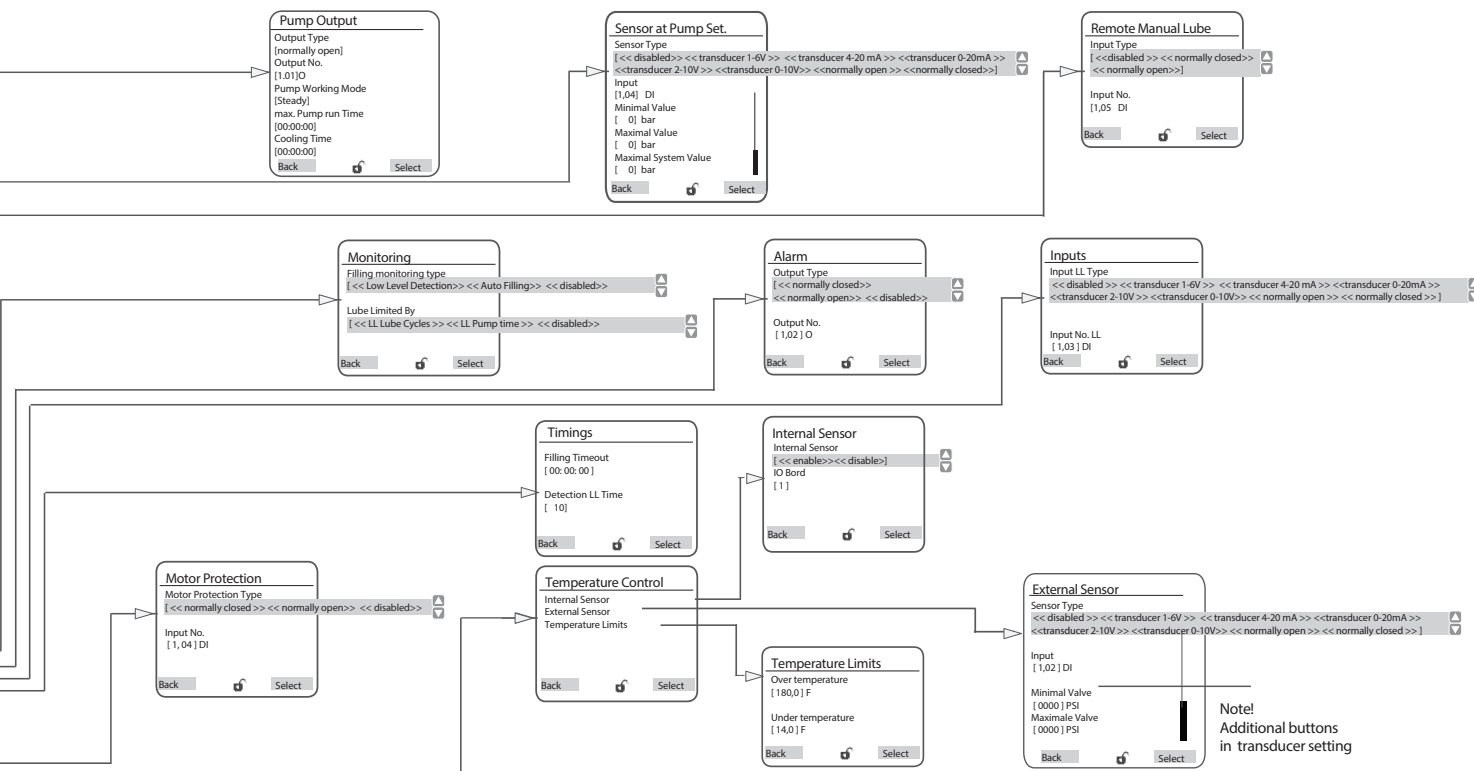 Pump Output
Output Type
[normally open]
Output No.
[1.01]O
Pump Working Mode
[Steady]
max. Pump run Time
[00:00:00]
Cooling Time
[00:00:00]
Back Select
Sensor at Pump Set.
Sensor Type
[ << disabled>> << transducer 1-6V >> << transducer 4-20 mA >> <<transducer 0-20mA >>
<<transducer 2-10V >> <<transducer 0-10V>> <<normally open >> <<normally closed>>]
Input
[1,04] DI
Minimal Value
[ 0] bar
Maximal Value
[ 0] bar
Maximal System Value
[ 0] bar
Back Select
Remote Manual Lube
Input Type
[ <<disabled >> << normally closed>>
<< normally open>>]
Input No.
[1,05 DI
Back Select
Monitoring
Filling monitoring type
[ << Low Level Detection>> << Auto Filling>> << disabled>>
Lube Limited By
[ << LL Lube Cycles >> << LL Pump time >> << disabled>>
Back Select
Alarm
Output Type
[ << normally closed>>
<< normally open>> << disabled>>
Output No.
[ 1,02 ] O
Back Select
Inputs
Input LL Type
<< disabled >> << transducer 1-6V >> << transducer 4-20 mA >> <<transducer 0-20mA >>
<<transducer 2-10V >> <<transducer 0-10V>> << normally open >> << normally closed >> ]
Input No. LL
[ 1,03 ] DI
Back Select
Timings
Filling Timeout
[ 00: 00: 00 ]
Detection LL Time
[ 10]
Back Select
Internal Sensor
Internal Sensor
[ << enable>><< disable>]
IO Bord
[ 1 ]
Back Select
Motor Protection
Motor Protection Type
[ << normally closed >> << normally open>> << disabled>>
Input No.
[ 1, 04 ] DI
Back Select
Temperature Control
Internal Sensor
External Sensor
Temperature Limits
Back Select
Temperature Limits
Over temperature
[ 180,0 ] F
Under temperature
[ 14,0 ] F
Back Select
External Sensor
Sensor Type
<< disabled >> << transducer 1-6V >> << transducer 4-20 mA >> <<transducer 0-20mA >>
<<transducer 2-10V >> <<transducer 0-10V>> << normally open >> << normally closed >> ]
Input
[ 1,02 ] DI
Minimal Valve
[ 0000 ] PSI
Maximale Valve
[ 0000 ] PSI
Back Select
Note!
Additional buttons
in transducer setting